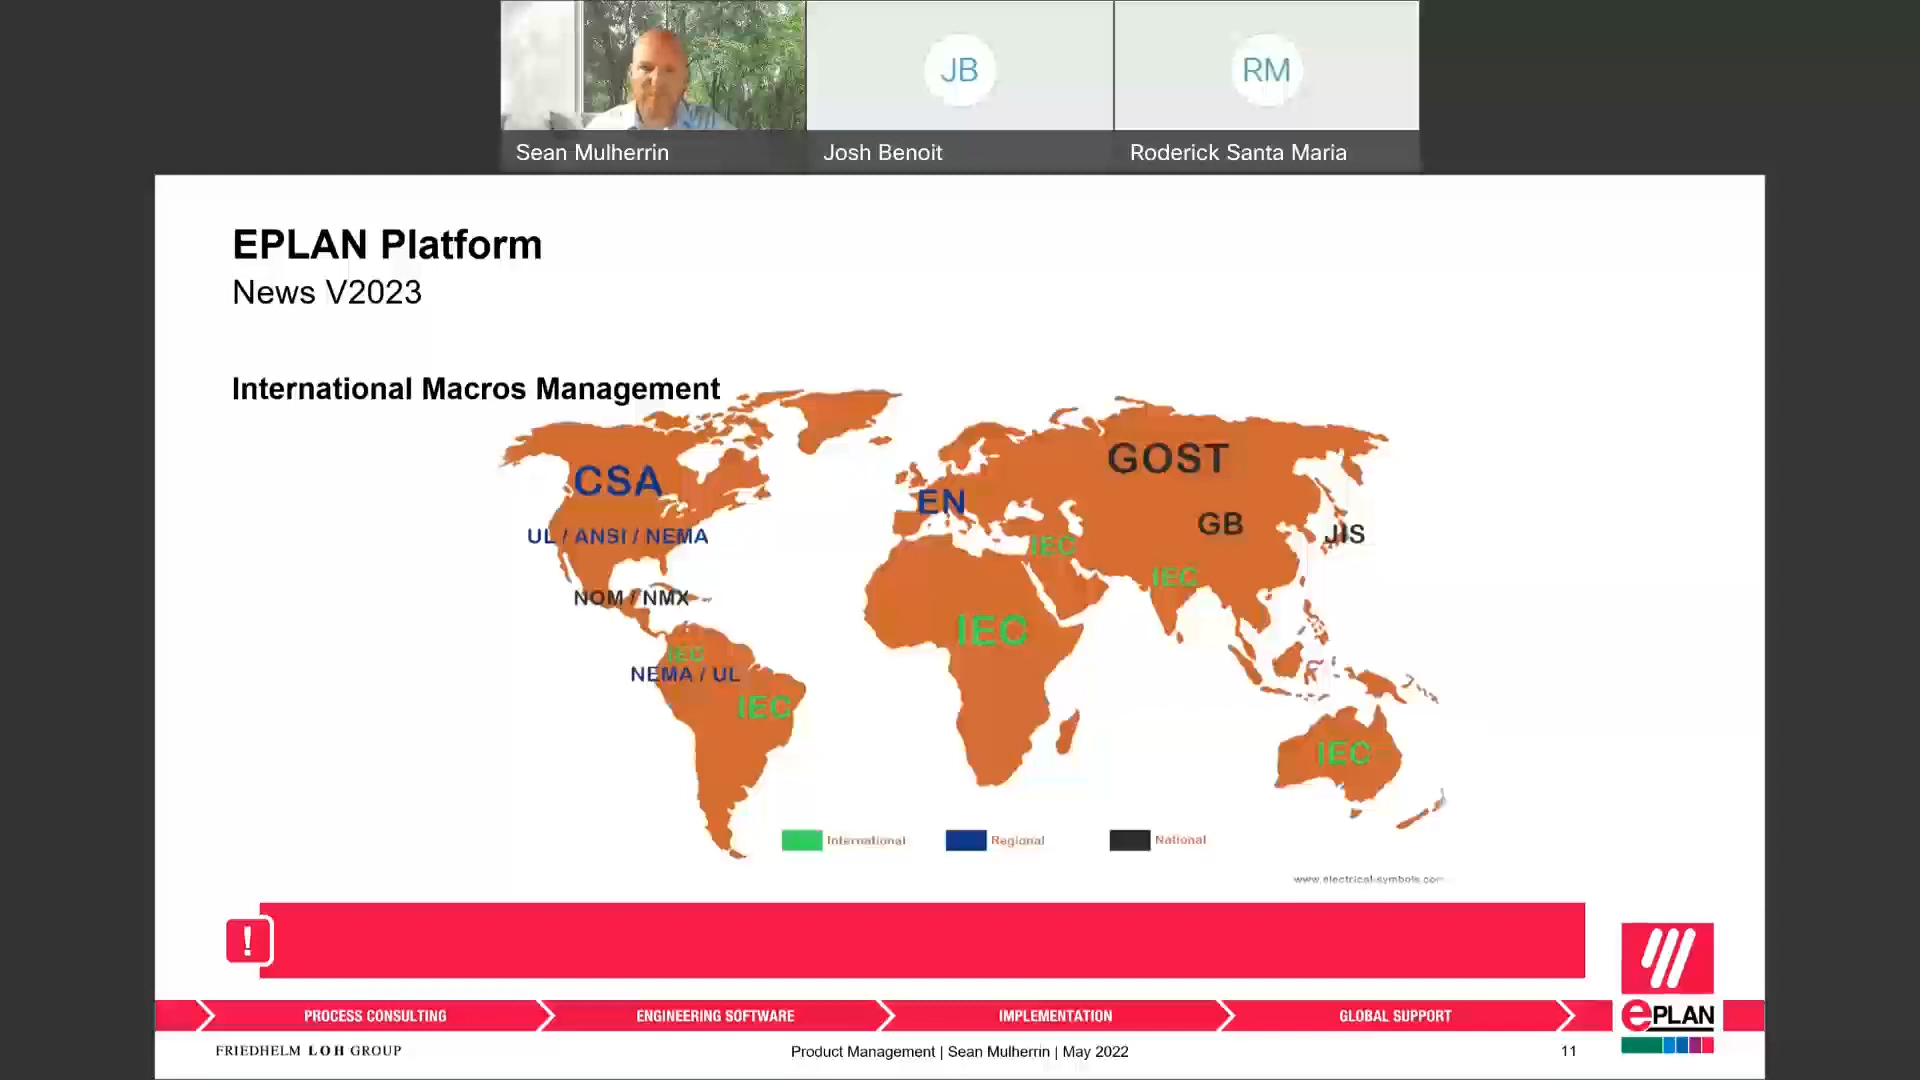 JB
RM
Sean Mulherrin
Josh Benoit
Roderick Santa Maria
EPLAN Platform
News V2023
International Macros Management
GOST
CSA
EN
GB
JIS
UL / ANSI / NEMA
IEC
IEC
NOM / NMX
IEC
IEC
NEMA / UL
IEC
IEC
International
Regional
National
www.electrical-symbols.com
!
PROCESS CONSULTING
ENGINEERING SOFTWARE
IMPLEMENTATION
GLOBAL SUPPORT
ePLAN
FRIEDHELM LOH GROUP
Product Management | Sean Mulherrin | May 2022
11